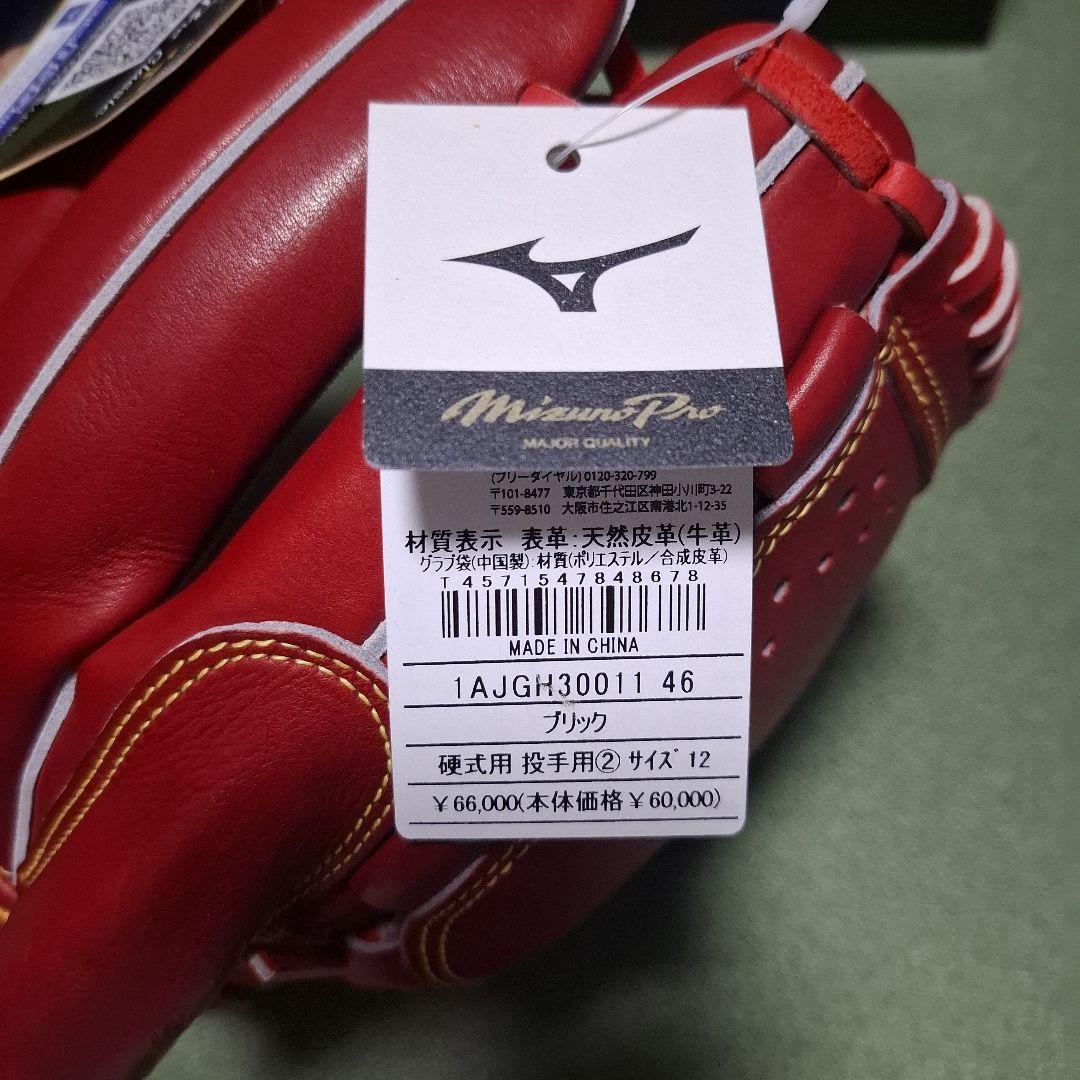 Mizuno Pro
MAJOR QUALITY
(フリーダイヤル) 0120-320-799
〒101-8477 東京都千代田区神田小川町3-22
〒559-8510 大阪市住之江区南港北1-12-35
材質表示 表革:天然皮革(牛革)
グラブ袋(中国製):材質(ポリエステル/合成皮革)
T 4571547848678
MADE IN CHINA
1AJGH30011 46
ブリック
硬式用 投手用② サイズ 12
¥66,000(本体価格¥60,000)